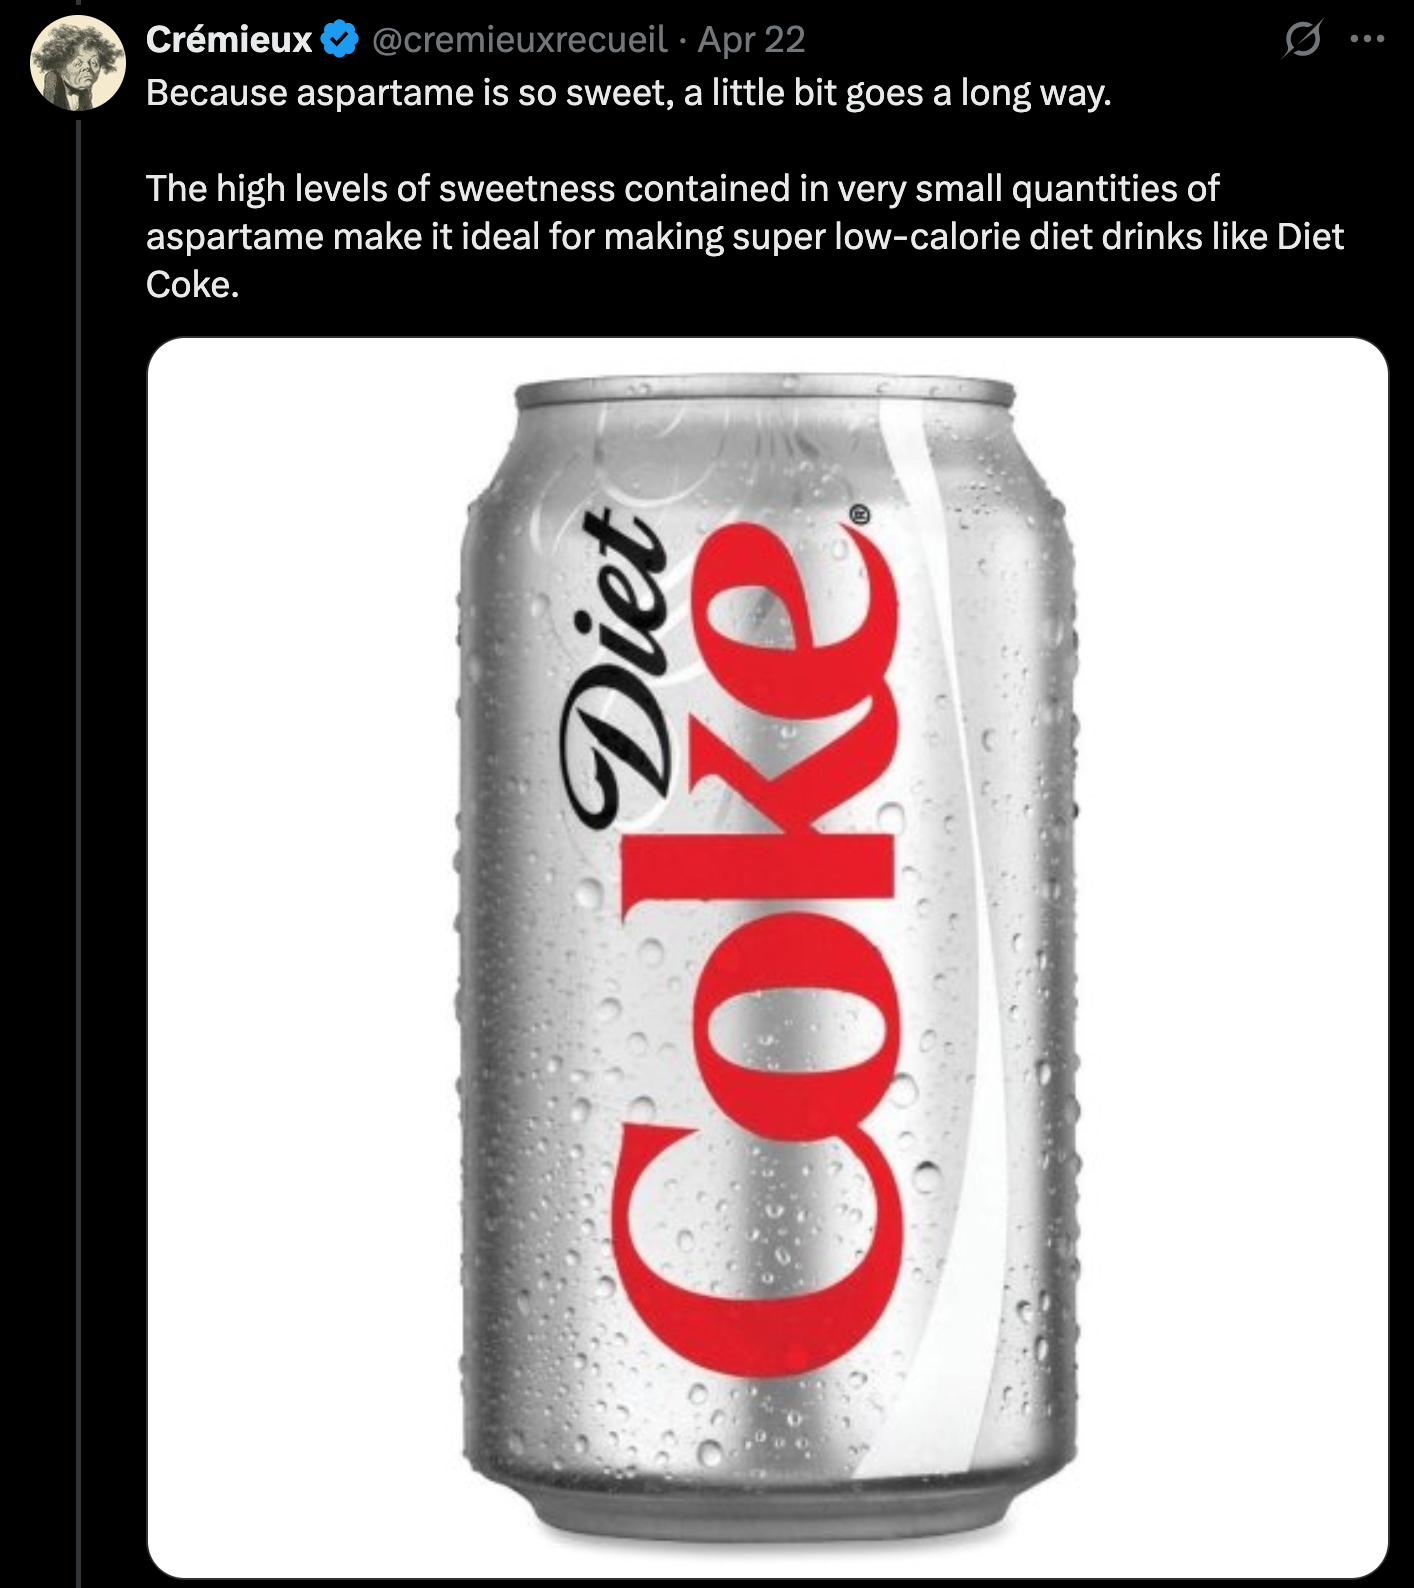 Crémieux @cremieuxrecueil · Apr 22
Because aspartame is so sweet, a little bit goes a long way.
The high levels of sweetness contained in very small quantities of
aspartame make it ideal for making super low-calorie diet drinks like Diet
Coke.
Diet
Coke®